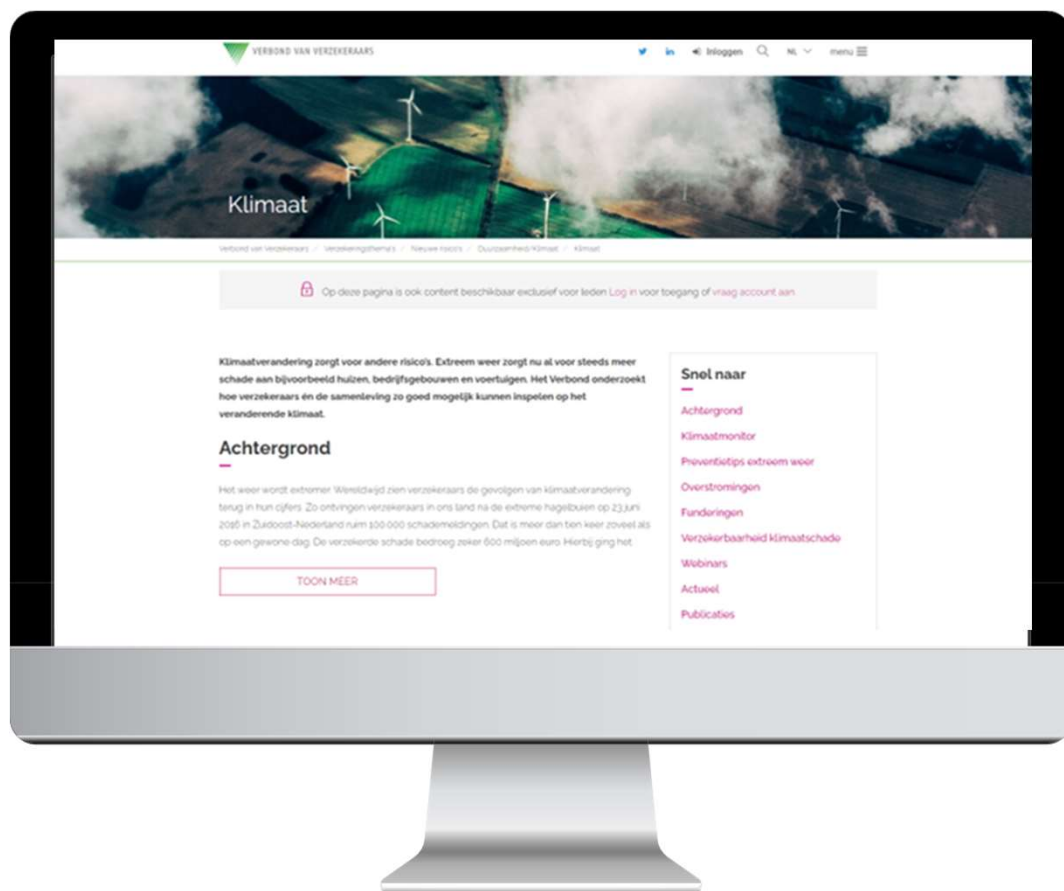 VERBOND VAN VERZEKERAARS
Inloggen NL menu
Klimaat
Verbond van Verzekeraars / Verzekeringsthema's / Nieuwe risico's / Duurzaamheid/Klimaat / Klimaat
Op deze pagina is ook content beschikbaar exclusief voor leden Log in voor toegang of vraag account aan
Klimaatverandering zorgt voor andere risico's. Extreem weer zorgt nu al voor steeds meer
schade aan bijvoorbeeld huizen, bedrijfsgebouwen en voertuigen. Het Verbond onderzoekt
hoe verzekeraars én de samenleving zo goed mogelijk kunnen inspelen op het
veranderende klimaat.
Achtergrond
Het weer wordt extremer. Wereldwijd zien verzekeraars de gevolgen van klimaatverandering
terug in hun cijfers. Zo ontvingen verzekeraars in ons land na de extreme hagelbuien op 23 juni
2016 in Zuidoost-Nederland ruim 100.000 schademeldingen. Dat is meer dan tien keer zoveel als
op een gewone dag. De verzekerde schade bedroeg zeker 600 miljoen euro. Hierbij ging het
TOON MEER
Snel naar
Achtergrond
Klimaatmonitor
Preventietips extreem weer
Overstromingen
Funderingen
Verzekerbaarheid klimaatschade
Webinars
Actueel
Publicaties